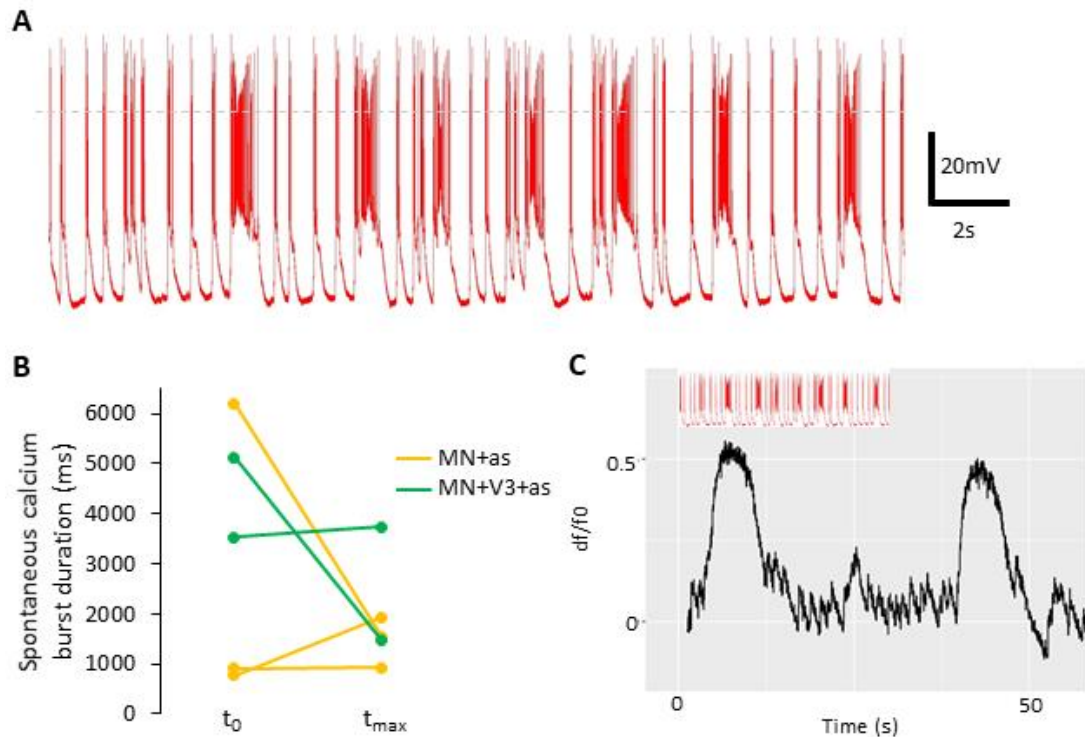 A
20mV
2s
B
C
Spontaneous calcium
burst duration (ms)
6000
5000
4000
3000
2000
1000
0
t₀
tₘₐₓ
MN+as
MN+V3+as
df/f0
0.5
0
0
50
Time (s)